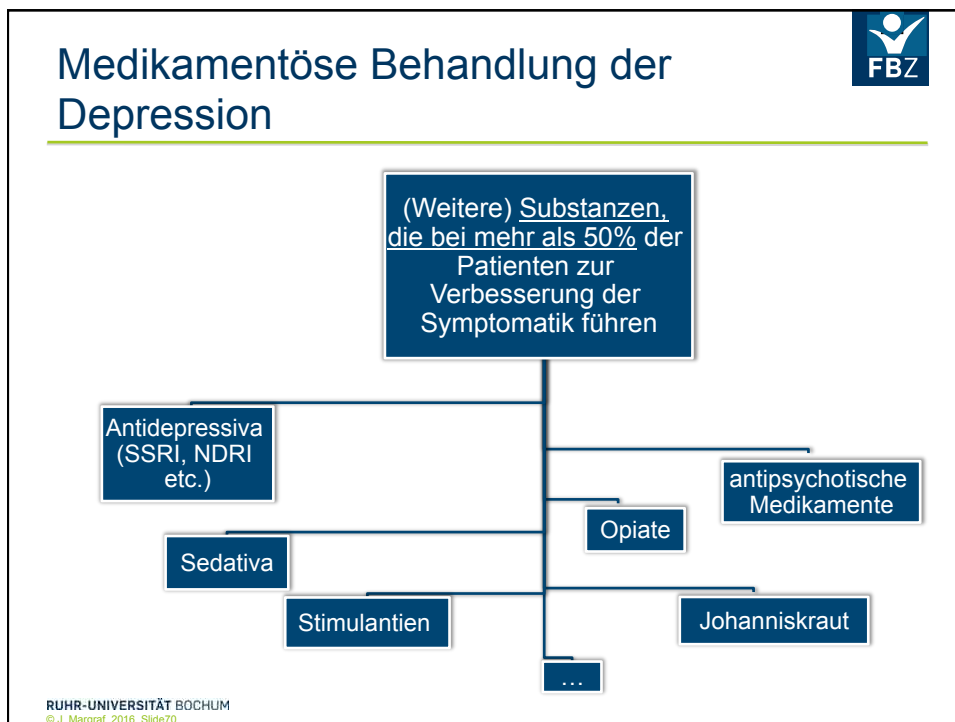 Medikamentöse Behandlung der
Depression
FBZ
(Weitere) Substanzen,
die bei mehr als 50% der
Patienten zur
Verbesserung der
Symptomatik führen
Antidepressiva
(SSRI, NDRI
etc.)
antipsychotische
Medikamente
Opiate
Sedativa
Stimulantien
Johanniskraut
...
RUHR-UNIVERSITÄT BOCHUM
© J. Margraf, 2016, Slide70